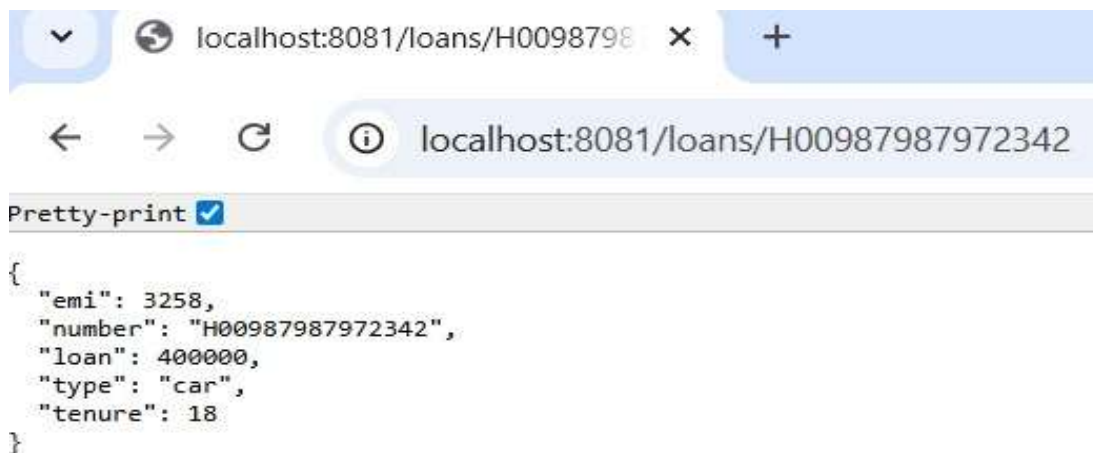 localhost:8081/loans/H0098798
localhost:8081/loans/H00987987972342
Pretty-print
{
"emi": 3258,
"number": "H00987987972342",
"loan": 400000,
"type": "car",
"tenure": 18
}